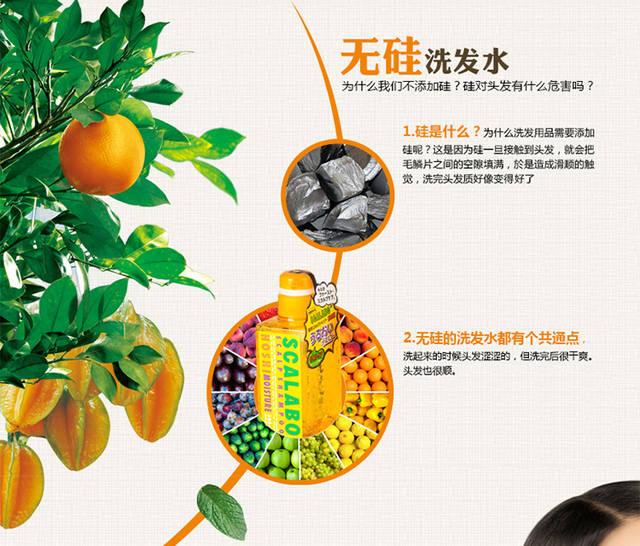 无硅洗发水
为什么我们不添加硅？硅对头发有什么危害吗？
1.硅是什么？为什么洗发用品需要添加
硅呢？这是因为硅一旦接触到头发，就会把
毛鳞片之间的空隙填满，於是造成滑顺的触
觉，洗完头发质好像变得好了
SCALABO
MOIST MOISTURE
2.无硅的洗发水都有个共通点．
洗起来的时候头发涩涩的，但洗完后很干爽。
头发也很顺。